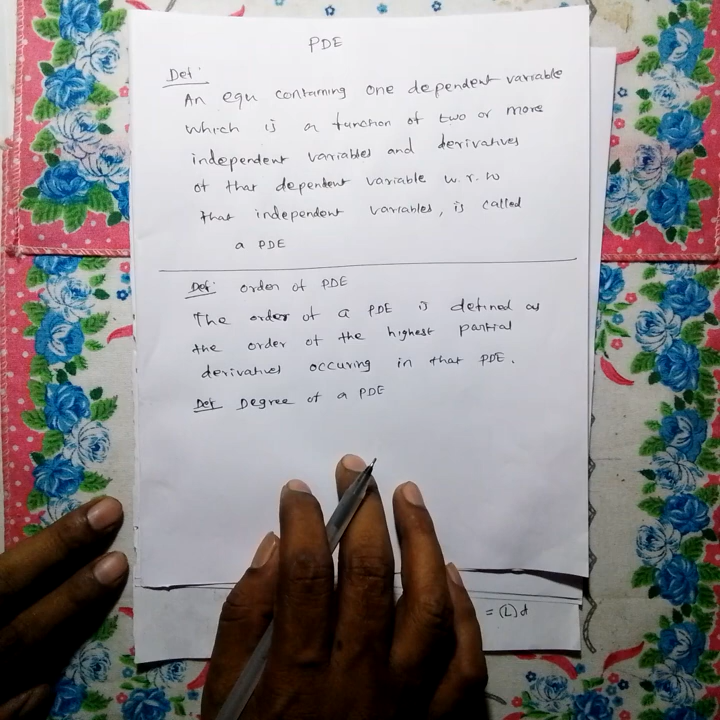 PDE
Def:
An equ containing one dependent variable
which is a function of two or more
independent variables and derivatives
of that dependent variable w.r.to
that independent variables, is called
a PDE
Def: order of PDE
The order of a PDE is defined as
the order of the highest partial
derivatives occuring in that PDE.
Def Degree of a PDE
= (L)d